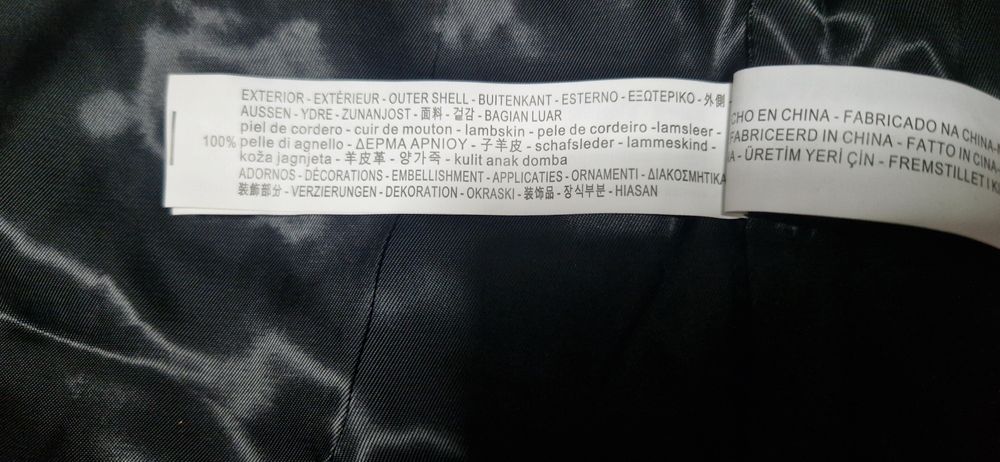 EXTERIOR - EXTÉRIEUR - OUTER SHELL - BUITENKANT - ESTERNO - ΕΞΩΤΕΡΙΚΟ - 外側
AUSSEN - YDRE - ZUNANJOST - 面料 - 겉감 - BAGIAN LUAR
piel de cordero - cuir de mouton - lambskin - pele de cordeiro -lamsleer -
100% pelle di agnello - ΔΕΡΜΑ ΑΡΝΙΟΥ - 子羊皮 - schafsleder - lammeskind -
koža jagnjeta - 羊皮革 - 양가죽 - kulit anak domba
ADORNOS - DÉCORATIONS - EMBELLISHMENT - APPLICATIES - ORNAMENTI - ΔΙΑΚΟΣΜΗΤΙΚΑ
装飾部分 - VERZIERUNGEN - DEKORATION - OKRASKI - 装饰品 - 장식부분 - HIASAN
CHO EN CHINA - FABRICADO NA CHINA-
FABRICEERD IN CHINA - FATTO IN CINA-
A - ÜRETİM YERİ ÇİN - FREMSTILLET I K